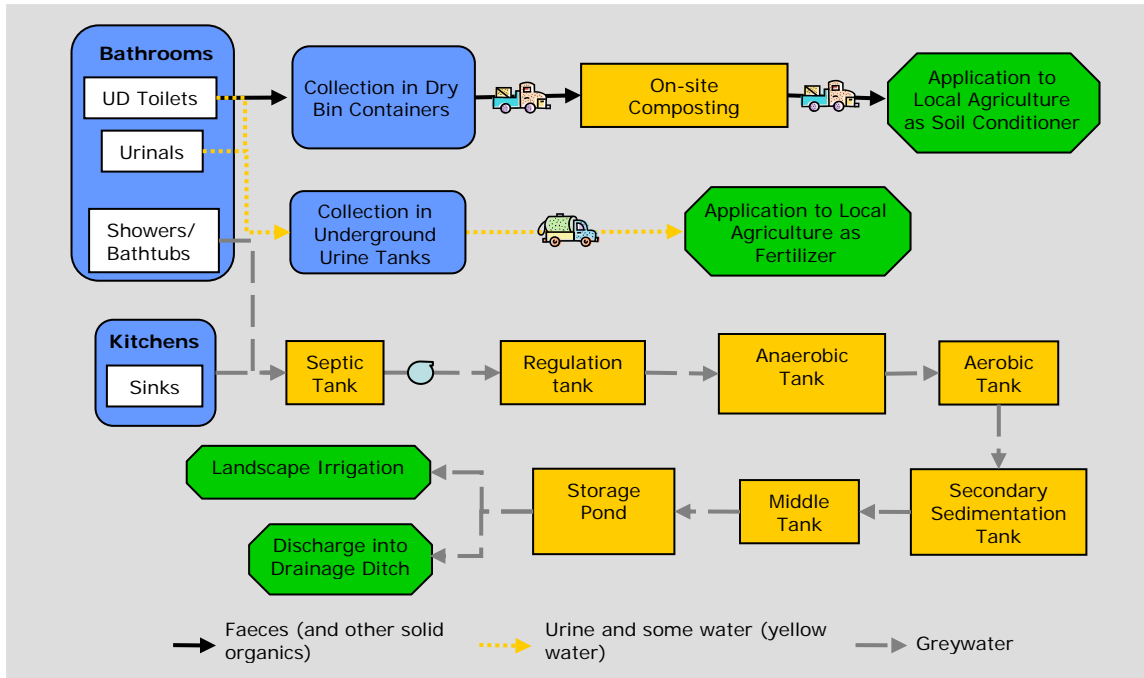 Bathrooms
UD Toilets
Urinals
Showers/
Bathtubs
Collection in Dry
Bin Containers
On-site
Composting
Application to
Local Agriculture
as Soil Conditioner
Collection in
Underground
Urine Tanks
Application to Local
Agriculture as
Fertilizer
Kitchens
Sinks
Septic
Tank
Regulation
tank
Anaerobic
Tank
Aerobic
Tank
Secondary
Sedimentation
Tank
Middle
Tank
Storage
Pond
Landscape Irrigation
Discharge into
Drainage Ditch
Faeces (and other solid
organics)
Urine and some water (yellow
water)
Greywater